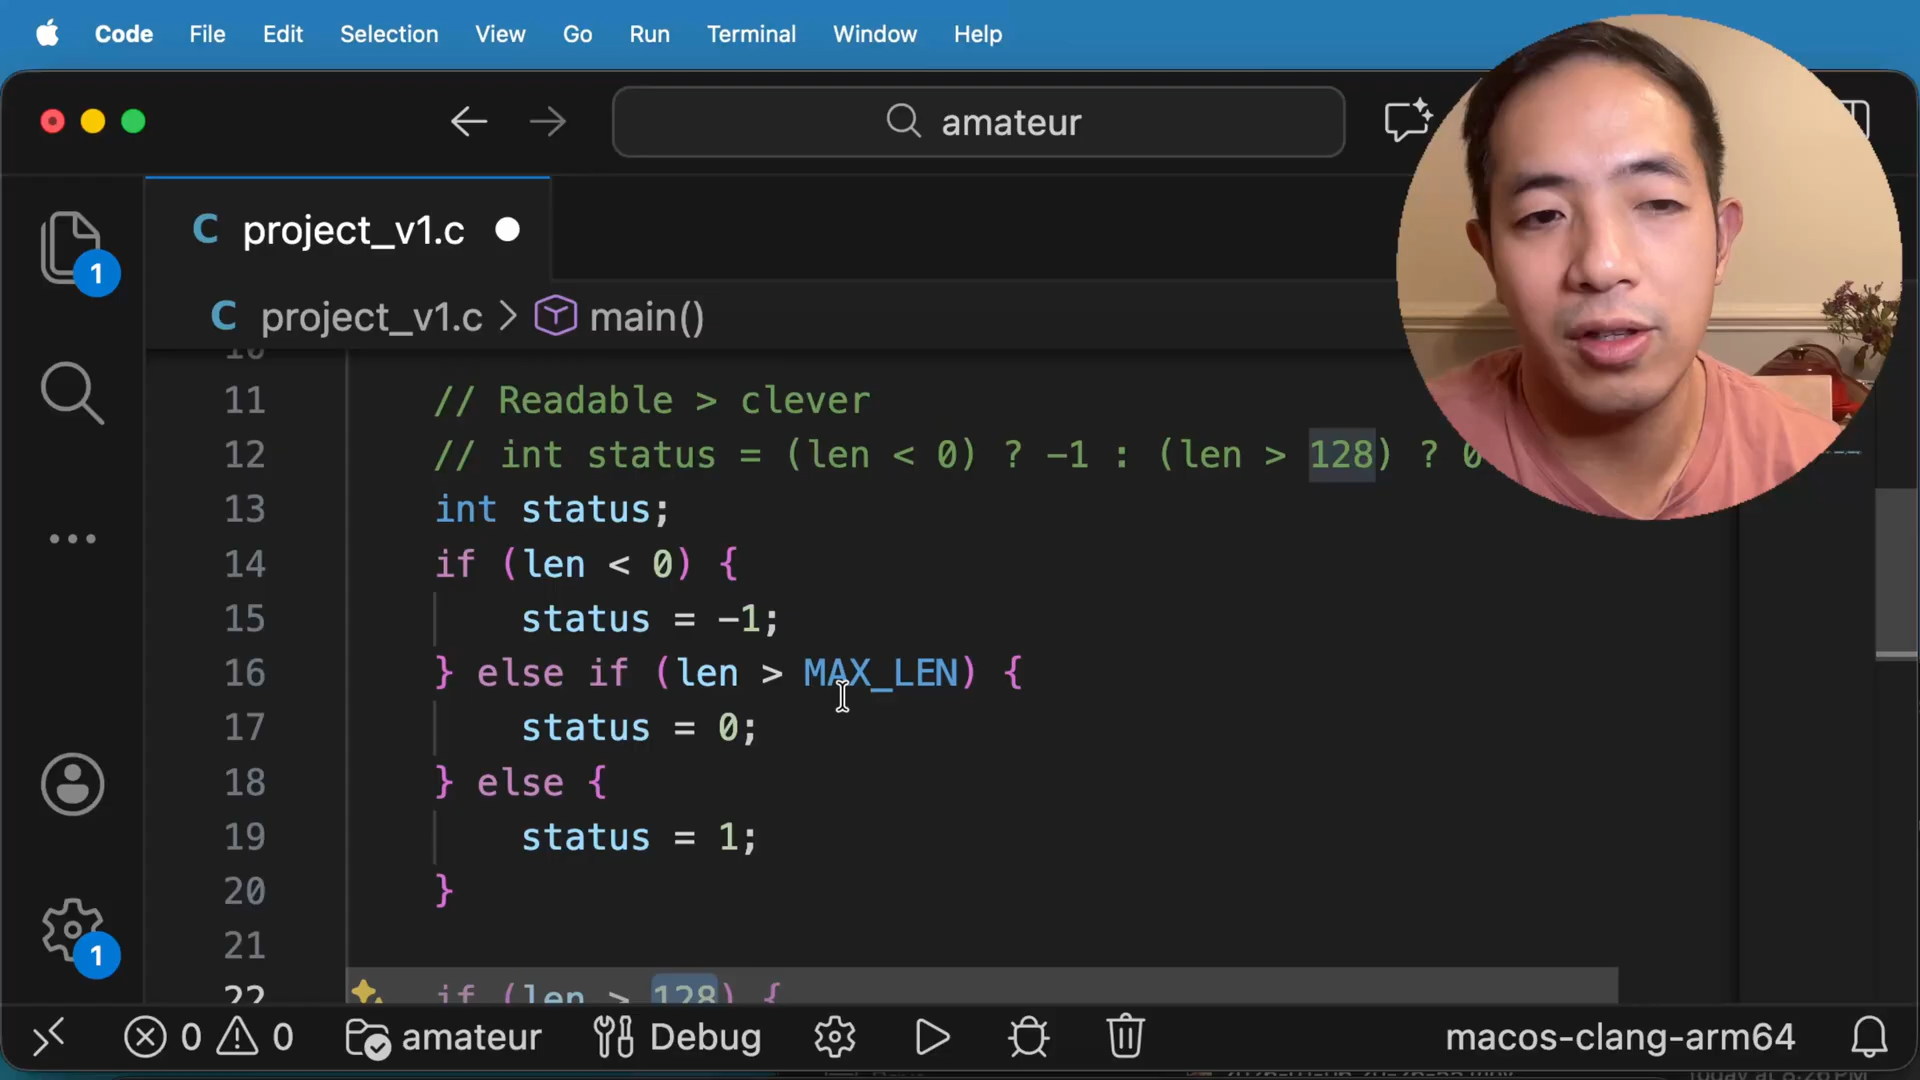 Code File Edit Selection View Go Run Terminal Window Help
amateur
C project_v1.c
1
C project_v1.c > main()
11 // Readable > clever
12 // int status = (len < 0) ? -1 : (len > 128) ? 0
13 int status;
14 if (len < 0) {
15 status = -1;
16 } else if (len > MAX_LEN) {
17 status = 0;
18 } else {
19 status = 1;
20 }
21
22 if (len > 128) {
1
0 0 amateur Debug macos-clang-arm64